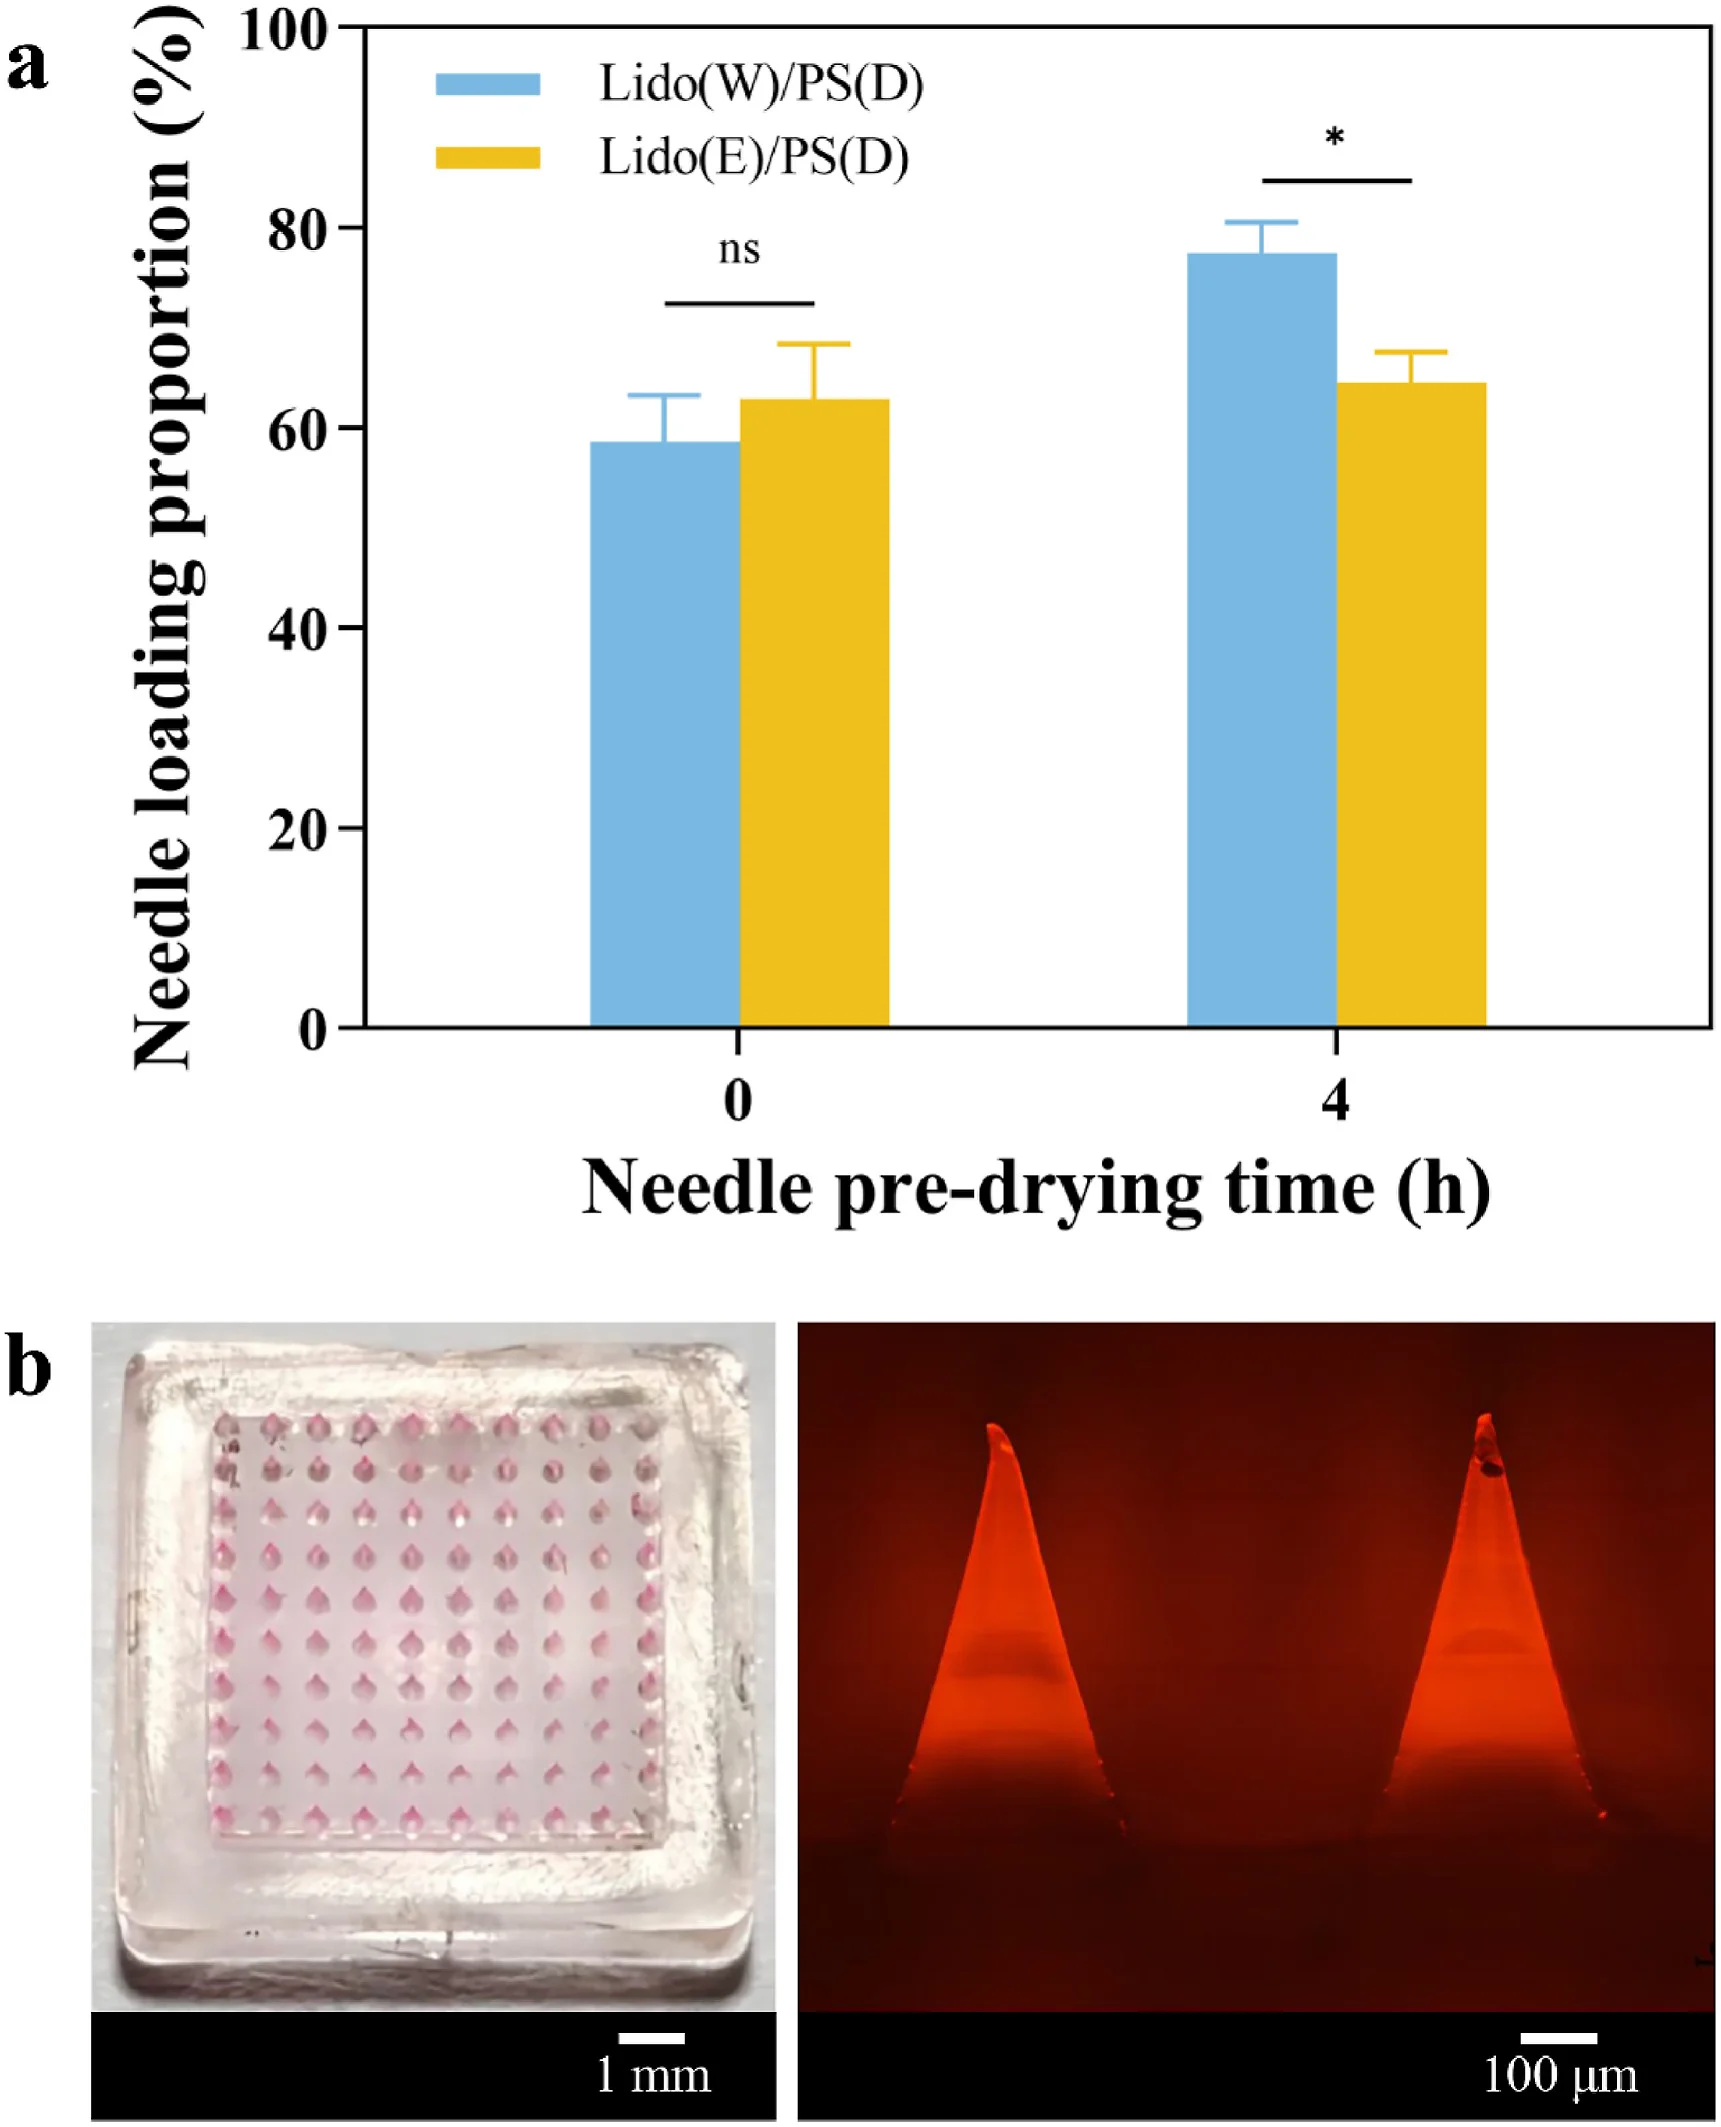 a
Needle loading proportion (%)
100
80
60
40
20
0
Lido(W)/PS(D)
Lido(E)/PS(D)
ns
*
0
4
Needle pre-drying time (h)
b
1 mm
100 μm